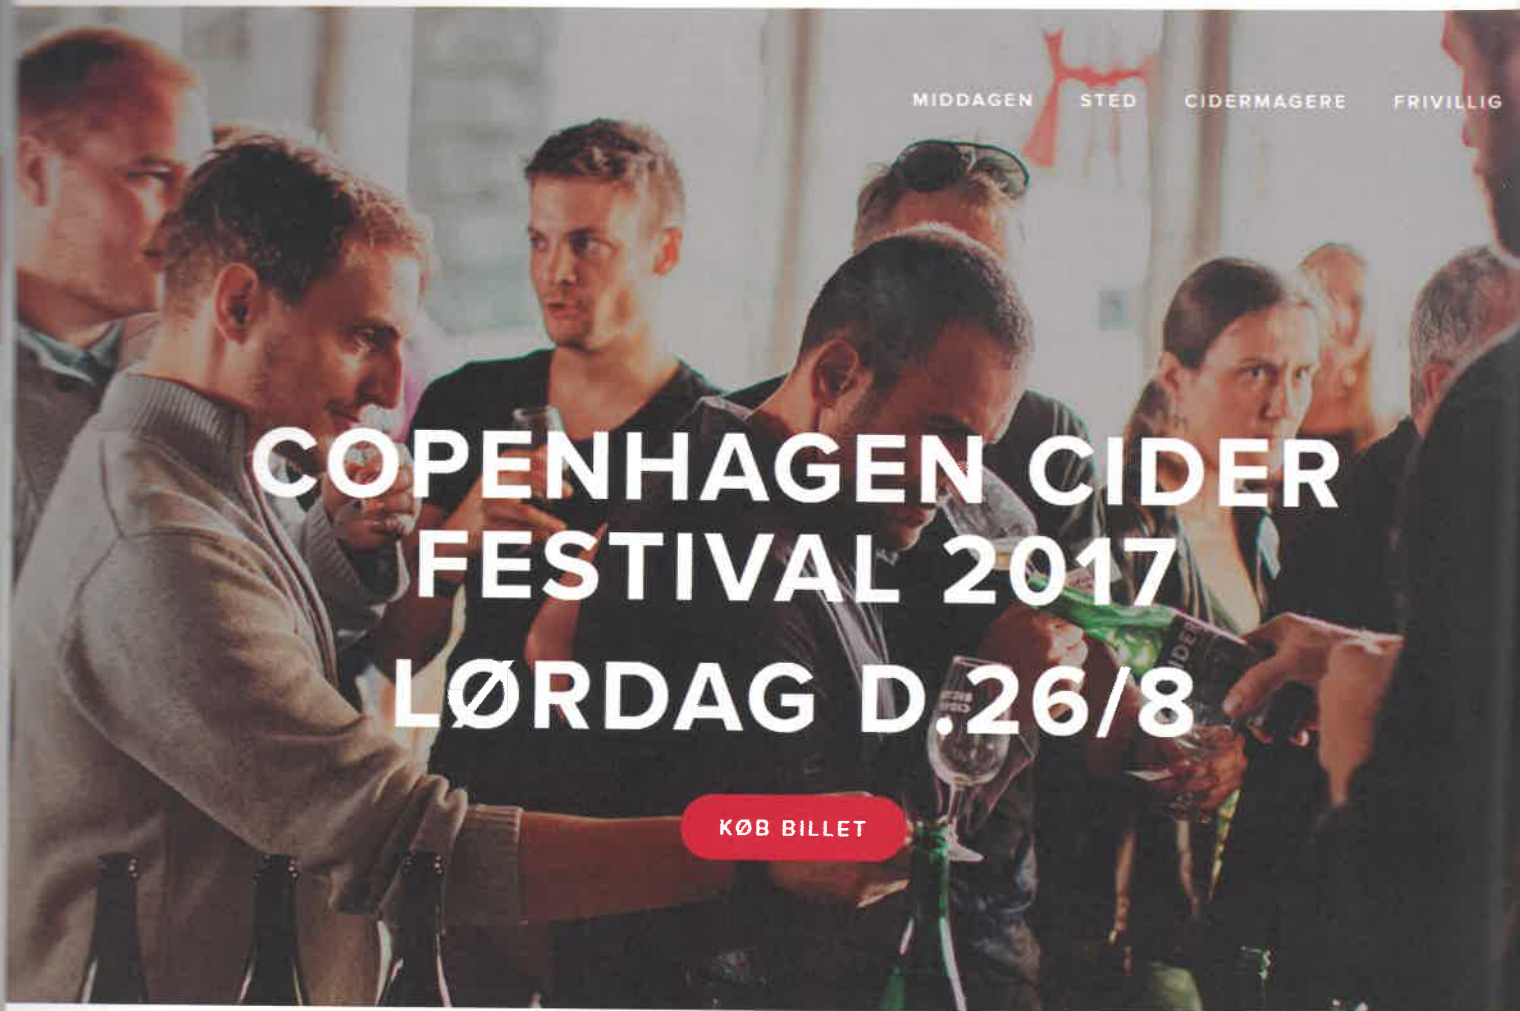 MIDDAGEN STED CIDERMAGERE FRIVILLIG
COPENHAGEN CIDER
FESTIVAL 2017
LØRDAG D.26/8
KØB BILLET